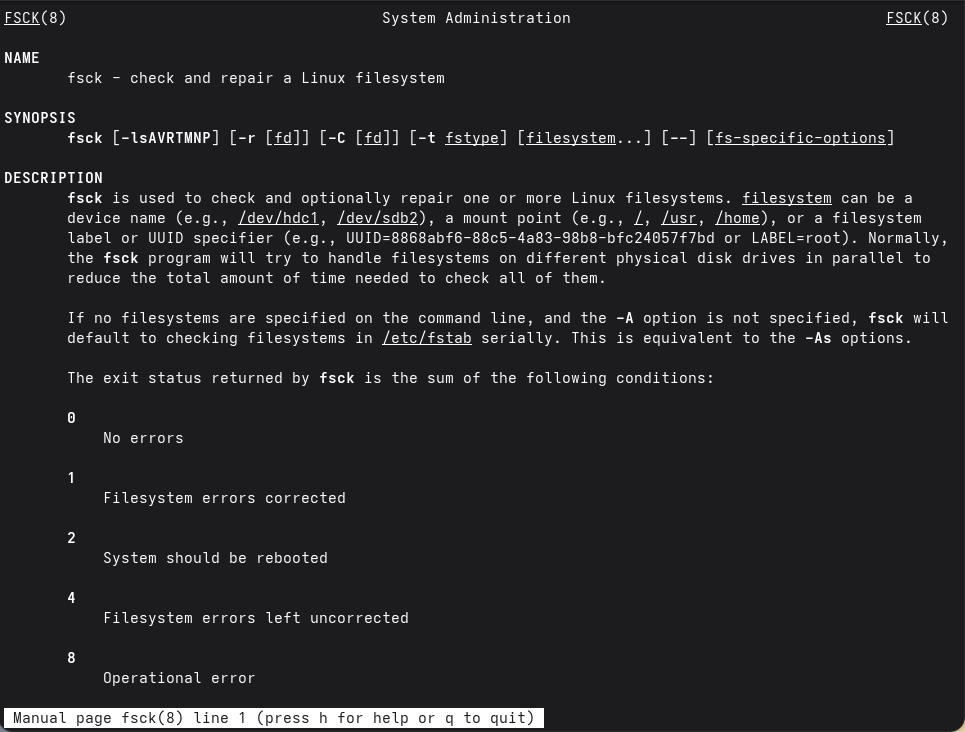 FSCK(8) System Administration FSCK(8)
NAME
fsck - check and repair a Linux filesystem
SYNOPSIS
fsck [-lsAVRTMNP] [-r [fd]] [-C [fd]] [-t fstype] [filesystem...] [--] [fs-specific-options]
DESCRIPTION
fsck is used to check and optionally repair one or more Linux filesystems. filesystem can be a
device name (e.g., /dev/hdc1, /dev/sdb2), a mount point (e.g., /, /usr, /home), or a filesystem
label or UUID specifier (e.g., UUID=8868abf6-88c5-4a83-98b8-bfc24057f7bd or LABEL=root). Normally,
the fsck program will try to handle filesystems on different physical disk drives in parallel to
reduce the total amount of time needed to check all of them.
If no filesystems are specified on the command line, and the -A option is not specified, fsck will
default to checking filesystems in /etc/fstab serially. This is equivalent to the -As options.
The exit status returned by fsck is the sum of the following conditions:
0
No errors
1
Filesystem errors corrected
2
System should be rebooted
4
Filesystem errors left uncorrected
8
Operational error
Manual page fsck(8) line 1 (press h for help or q to quit)